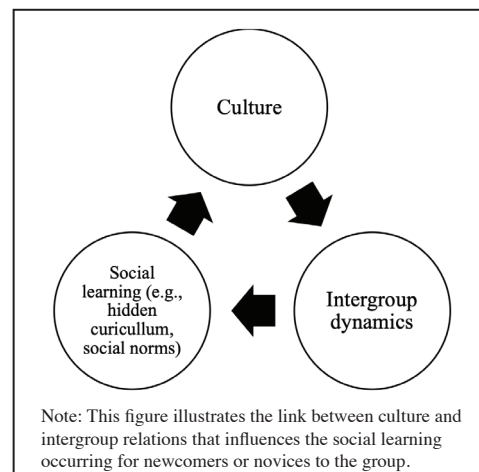 Culture
Social
learning (e.g.,
hidden
curicullum,
social norms)
Intergroup
dynamics
Note: This figure illustrates the link between culture and
intergroup relations that influences the social learning
occurring for newcomers or novices to the group.